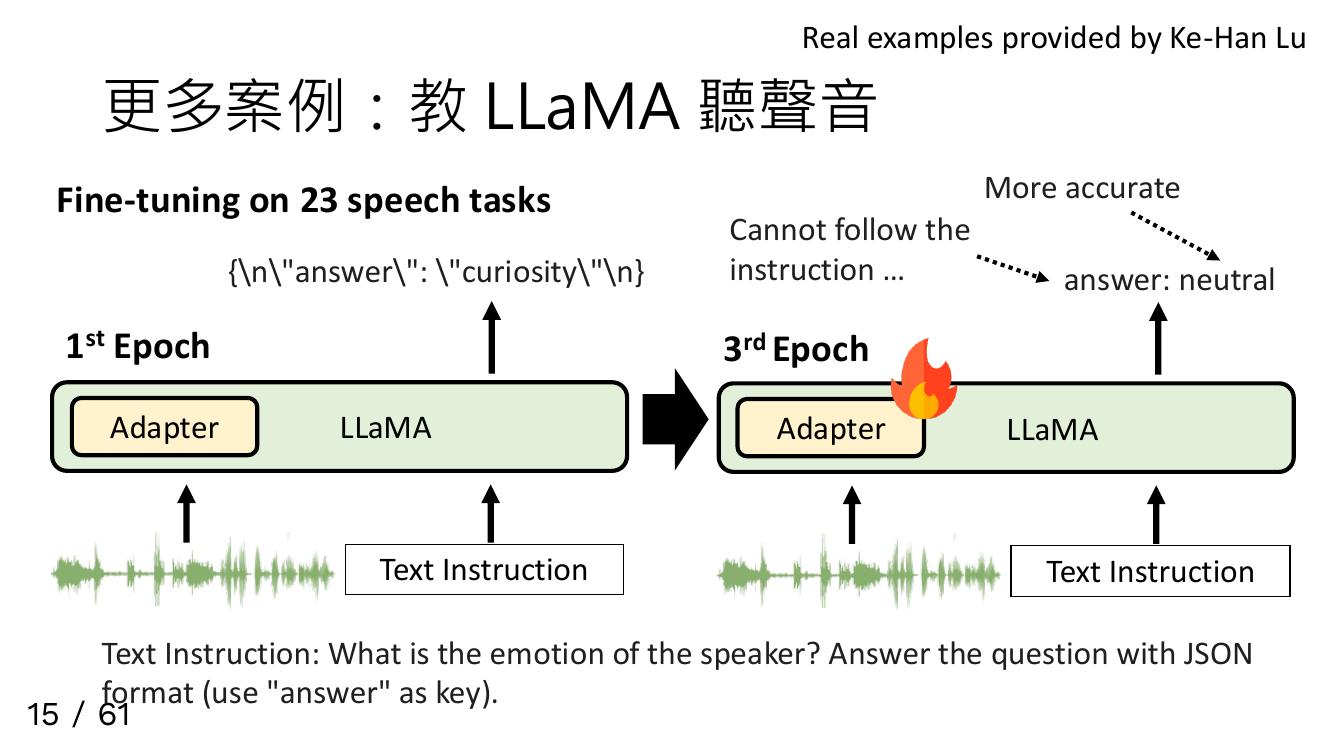 Real examples provided by Ke-Han Lu
更多案例：教 LLaMA 聽聲音
Fine-tuning on 23 speech tasks
{\n\"answer\": \"curiosity\"\n}
1st Epoch
Adapter
LLaMA
Text Instruction
More accurate
Cannot follow the
instruction ...
answer: neutral
3rd Epoch
Adapter
LLaMA
Text Instruction
Text Instruction: What is the emotion of the speaker? Answer the question with JSON
format (use "answer" as key).
15 / 61